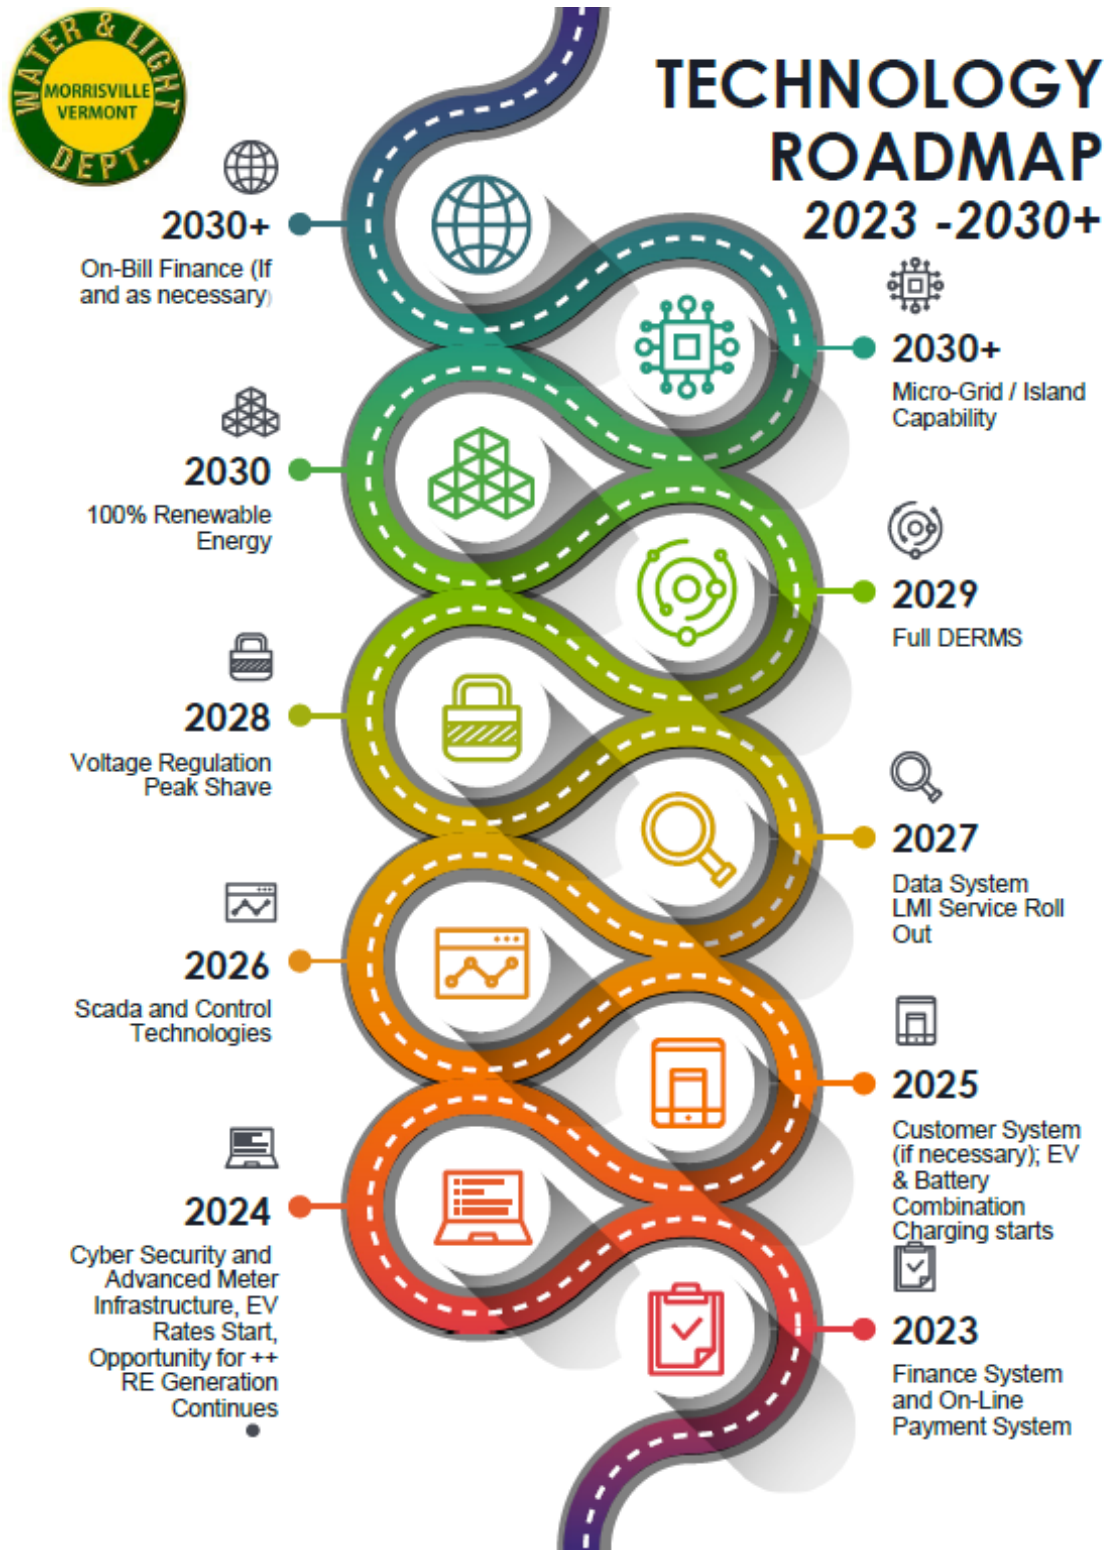 WATER & LIGHT
MORRISVILLE
VERMONT
DEPT.
TECHNOLOGY
ROADMAP
2023 -2030+
2030+
On-Bill Finance (If
and as necessary)
2030+
Micro-Grid / Island
Capability
2030
100% Renewable
Energy
2029
Full DERMS
2028
Voltage Regulation
Peak Shave
2027
Data System
LMI Service Roll
Out
2026
Scada and Control
Technologies
2025
Customer System
(if necessary); EV
& Battery
Combination
Charging starts
2024
Cyber Security and
Advanced Meter
Infrastructure, EV
Rates Start,
Opportunity for ++
RE Generation
Continues
2023
Finance System
and On-Line
Payment System